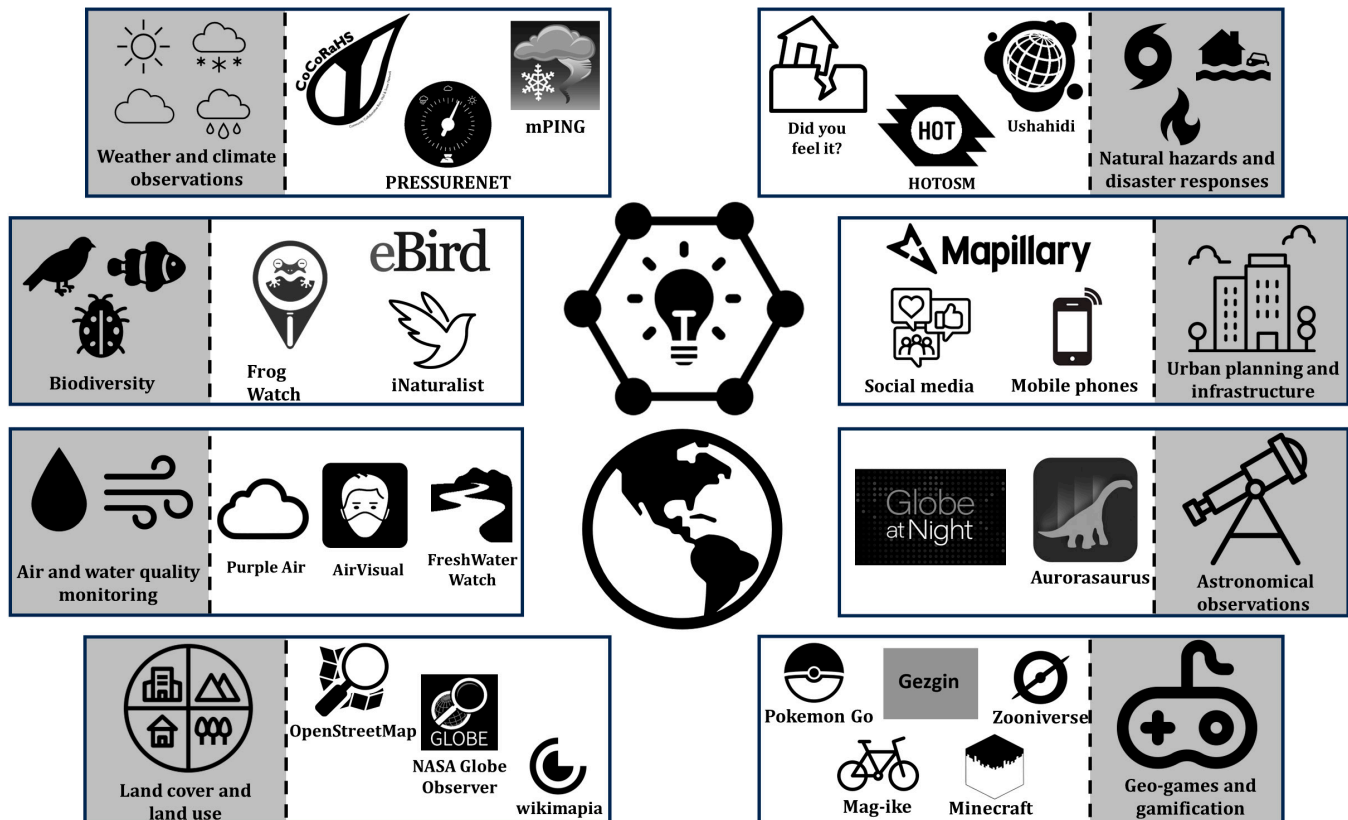 Weather and climate
observations
CoCoRaHS
PRESSURENET
mPING
Did you
feel it?
HOT
HOTOSM
Ushahidi
Natural hazards and
disaster responses
Biodiversity
Frog
Watch
eBird
iNaturalist
Mapillary
Social media
Mobile phones
Urban planning and
infrastructure
Air and water quality
monitoring
Purple Air
AirVisual
FreshWater
Watch
Globe
at Night
Aurorasaurus
Astronomical
observations
Land cover and
land use
OpenStreetMap
GLOBE
NASA Globe
Observer
wikimapia
Pokemon Go
Gezgin
Zooniverse
Mag-ike
Minecraft
Geo-games and
gamification